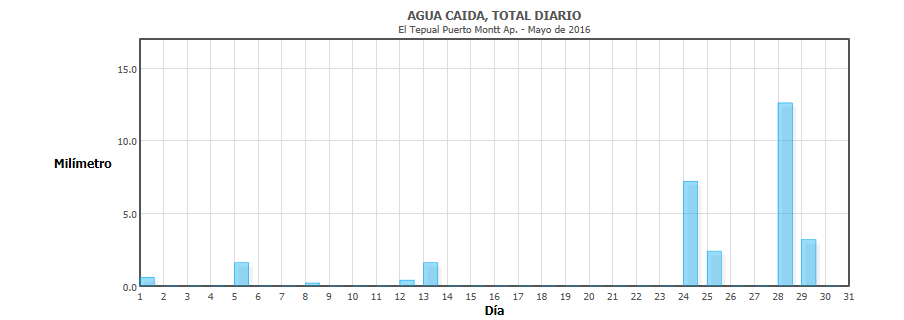 AGUA CAIDA, TOTAL DIARIO
El Tepual Puerto Montt Ap. - Mayo de 2016
15.0
10.0
Milímetro
5.0
0.0
1 2 3 4 5 6 7 8 9 10 11 12 13 14 15 16 17 18 19 20 21 22 23 24 25 26 27 28 29 30 31
Día